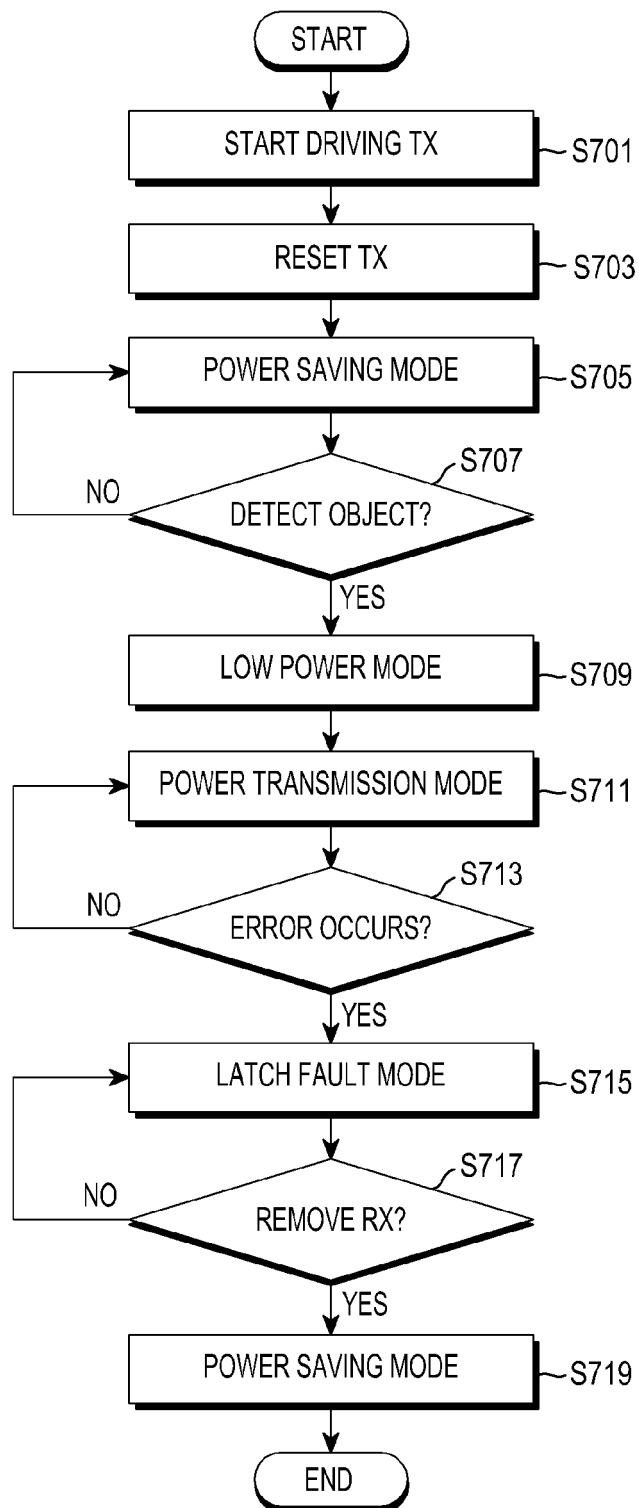 START
START DRIVING TX
S701
RESET TX
S703
POWER SAVING MODE
S705
S707
NO
DETECT OBJECT?
YES
LOW POWER MODE
S709
POWER TRANSMISSION MODE
S711
S713
NO
ERROR OCCURS?
YES
LATCH FAULT MODE
S715
S717
NO
REMOVE RX?
YES
POWER SAVING MODE
S719
END